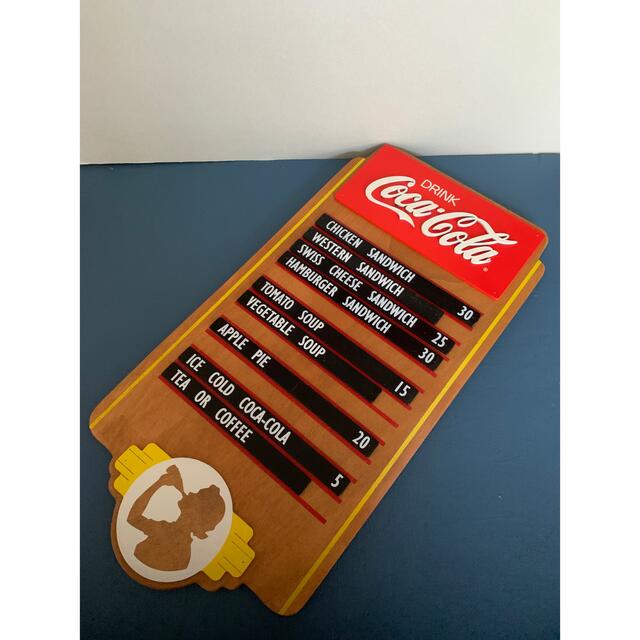 DRINK
Coca-Cola
®
CHICKEN SANDWICH 30
WESTERN SANDWICH
SWISS CHEESE SANDWICH 25
HAMBURGER SANDWICH 30
TOMATO SOUP 15
VEGETABLE SOUP
APPLE PIE 20
ICE COLD COCA-COLA 5
TEA OR COFFEE